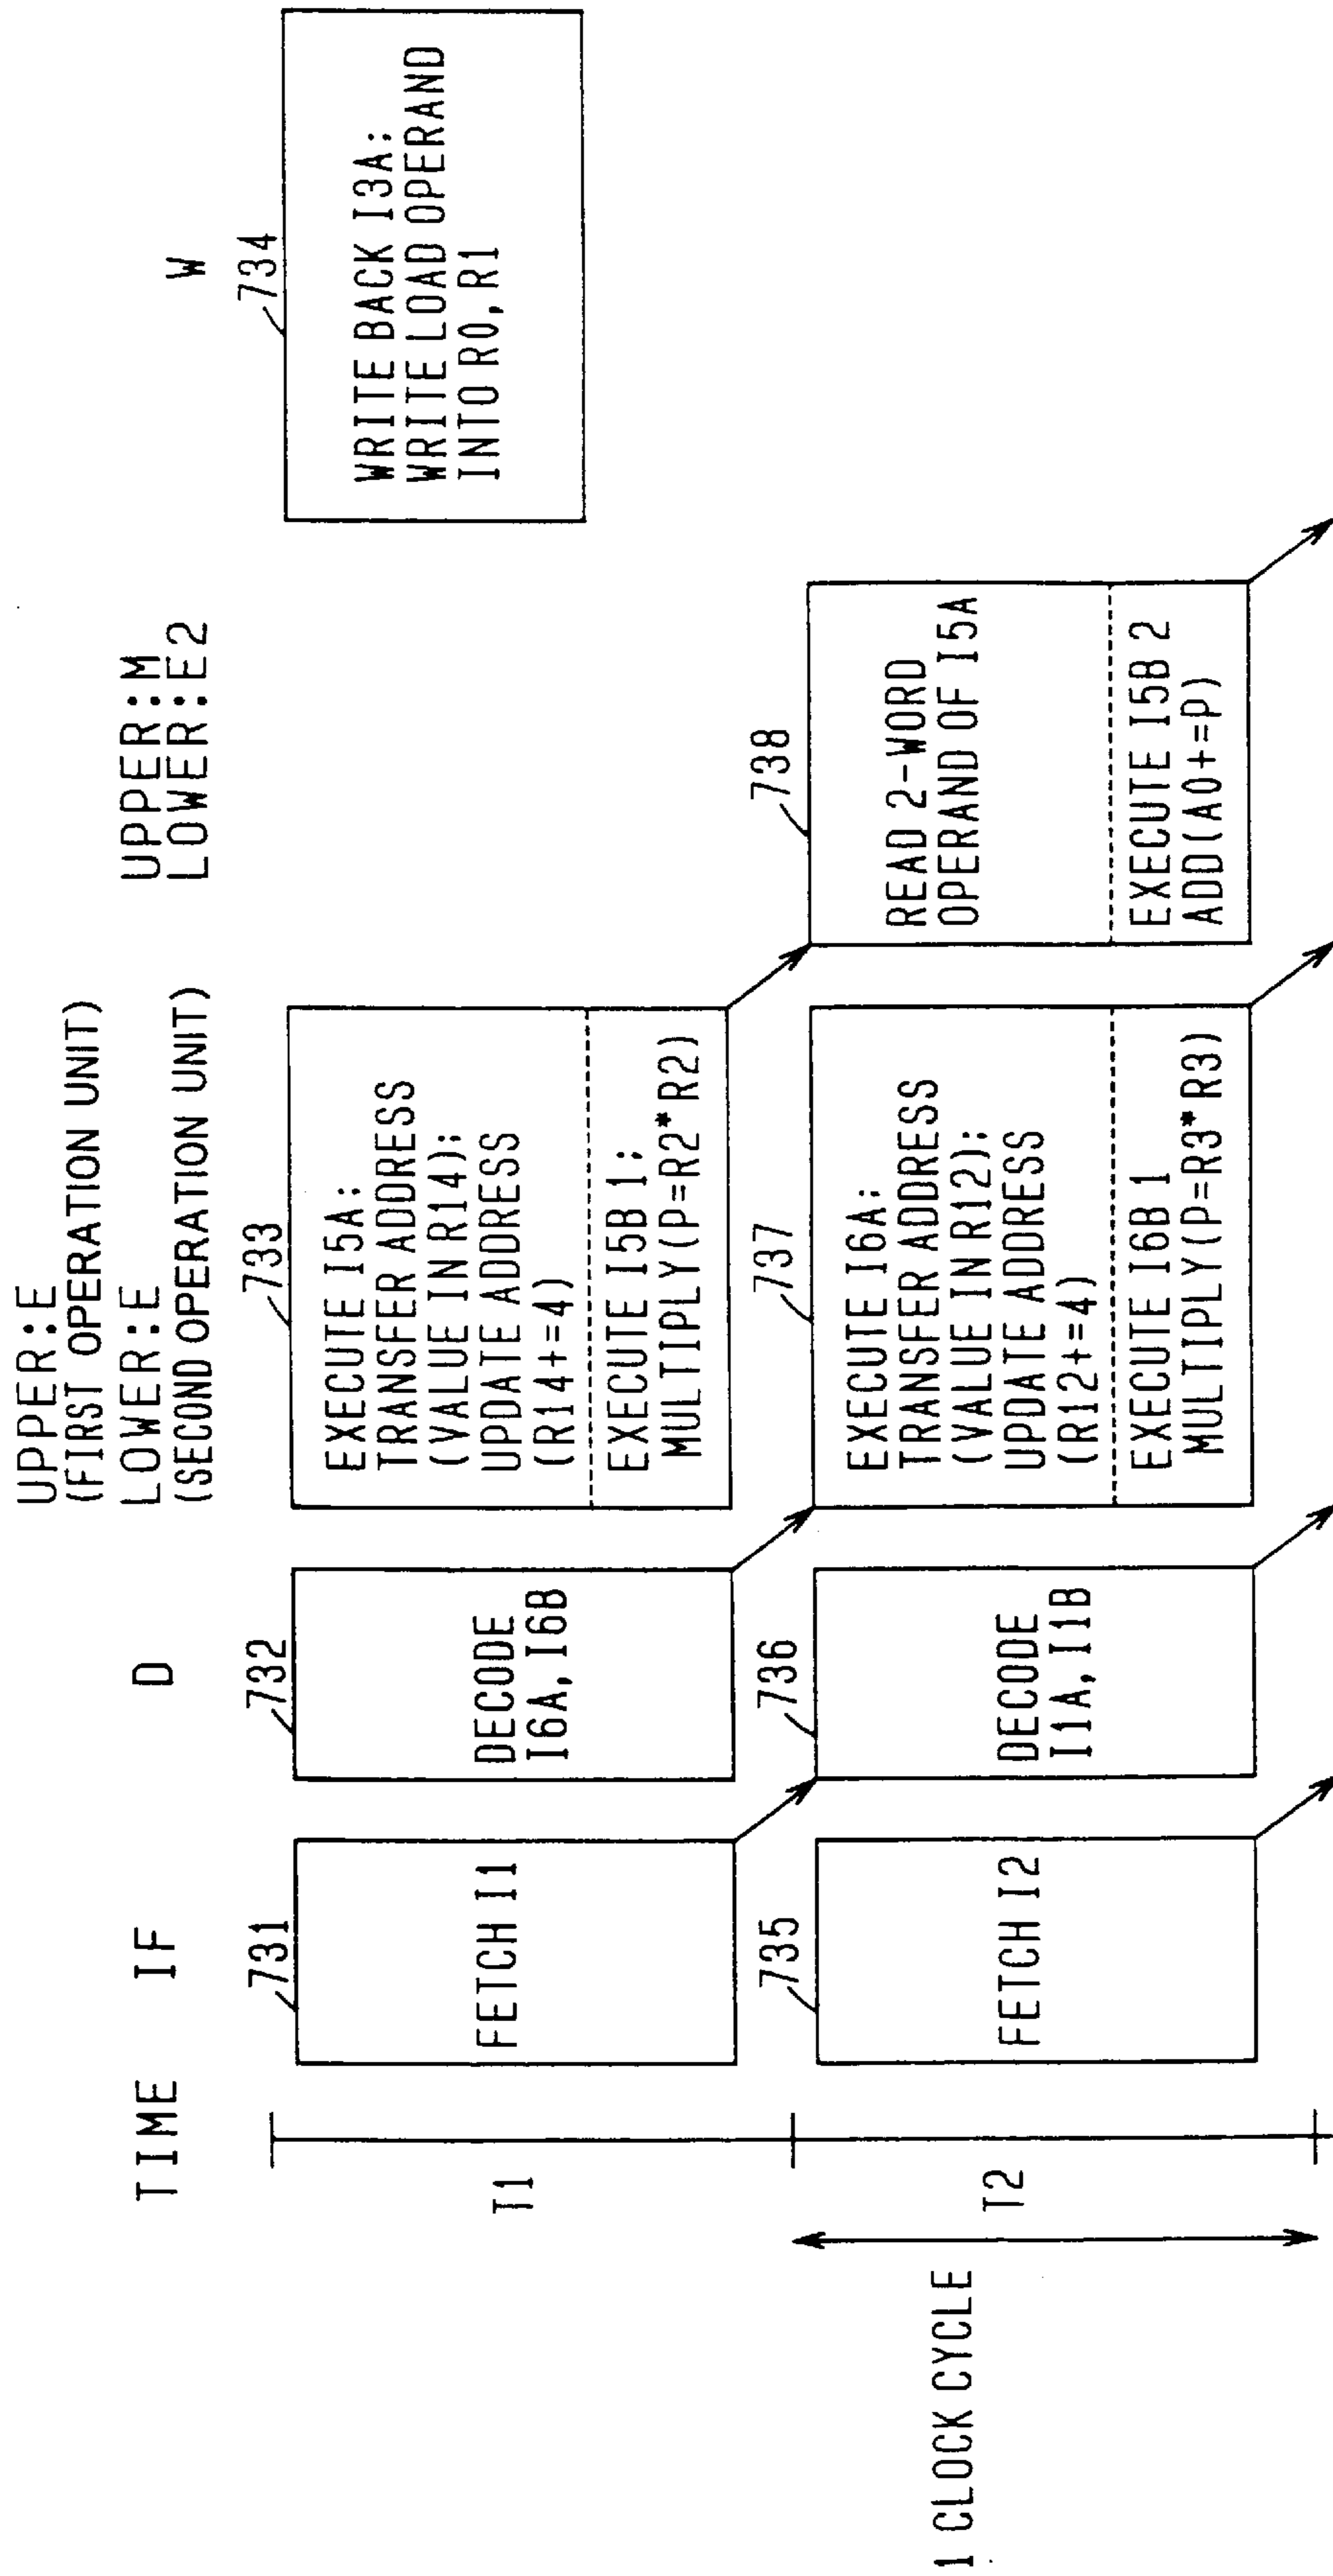 TIME
IF
D
UPPER:E
(FIRST OPERATION UNIT)
LOWER:E
(SECOND OPERATION UNIT)
UPPER:M
LOWER:E2
W
T1
731
FETCH I1
732
DECODE
I6A, I6B
733
EXECUTE I5A:
TRANSFER ADDRESS
(VALUE IN R14);
UPDATE ADDRESS
(R14+=4)
EXECUTE I5B 1;
MULTIPLY(P=R2*R2)
734
WRITE BACK I3A:
WRITE LOAD OPERAND
INTO R0, R1
1 CLOCK CYCLE
T2
735
FETCH I2
736
DECODE
I1A, I1B
737
EXECUTE I6A:
TRANSFER ADDRESS
(VALUE IN R12);
UPDATE ADDRESS
(R12+=4)
EXECUTE I6B 1
MULTIPLY(P=R3*R3)
738
READ 2-WORD
OPERAND OF I5A
EXECUTE I5B 2
ADD(A0+=P)